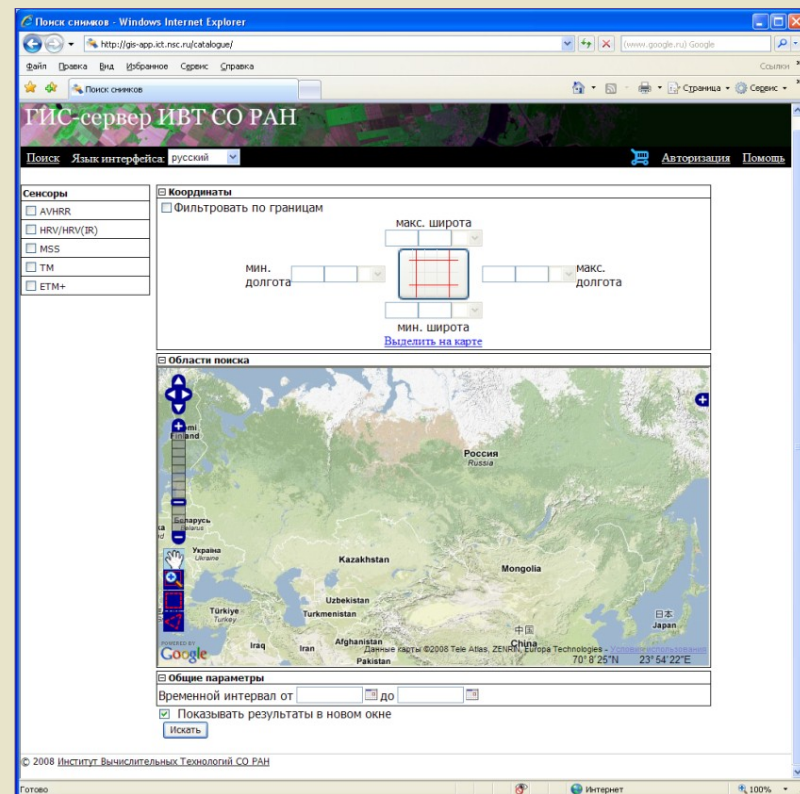 Поиск снимков - Windows Internet Explorer
http://gis-app.ict.nsc.ru/catalogue/
(www.google.ru) Google
Файл Правка Вид Избранное Сервис Справка
Ссылки
Поиск снимков
Страница Сервис
ГИС-сервер ИВТ СО РАН
Поиск Язык интерфейса: русский Авторизация Помощь
Сенсоры
AVHRR
HRV/HRV(IR)
MSS
TM
ETM+
Координаты
Фильтровать по границам
макс. широта
мин. долгота
макс. долгота
мин. широта
Выделить на карте
Области поиска
Finland
Россия
Russia
Беларусь
Belarus
Україна
Ukraine
Kazakhstan
Mongolia
Uzbekistan
Türkiye
Turkey
Turkmenistan
日本
Japan
中国
China
Iraq
Iran
Afghanistan
Pakistan
POWERED BY
Google
Данные карты ©2008 Tele Atlas, ZENRIN, Europa Technologies - Условия использования
70° 8'25"N 23°54'22"E
Общие параметры
Временной интервал от до
Показывать результаты в новом окне
Искать
© 2008 Институт Вычислительных Технологий СО РАН
Готово
Интернет
100%